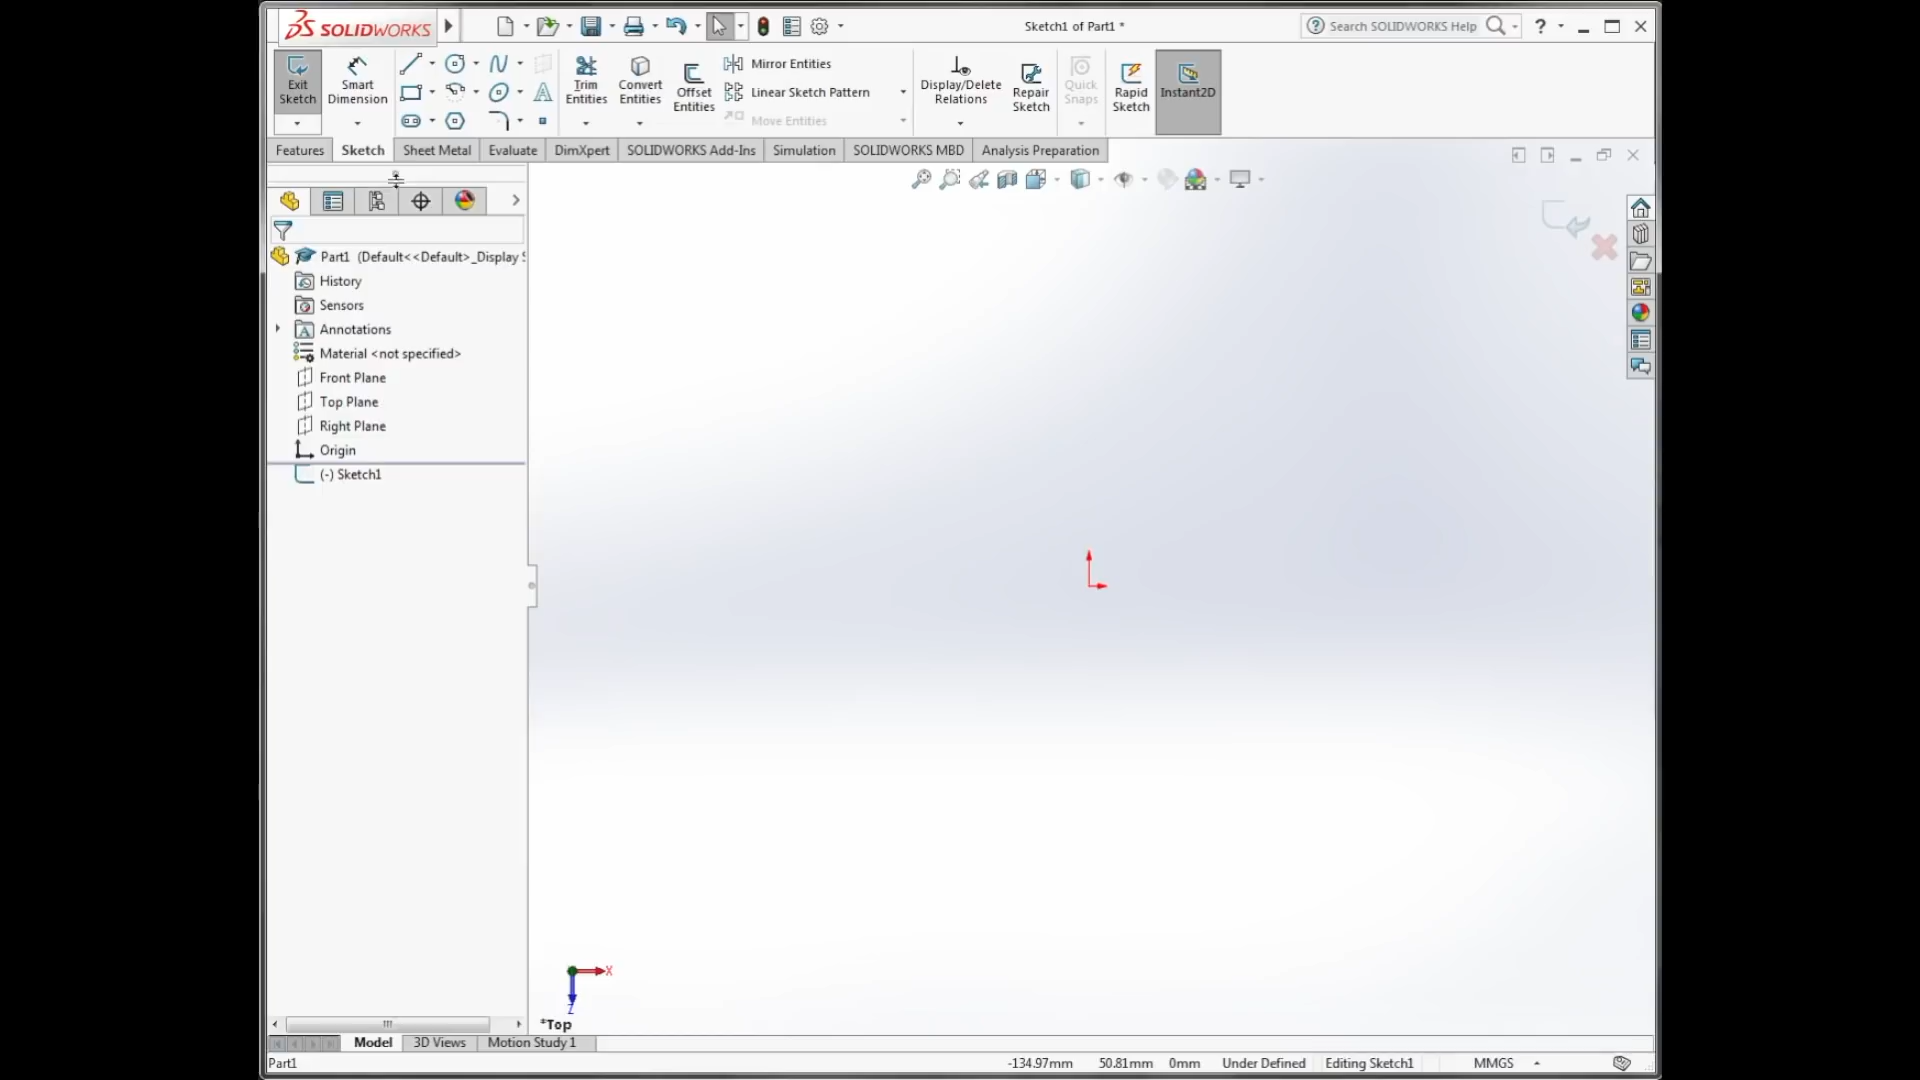 SOLIDWORKS
Sketch1 of Part1 *
Search SOLIDWORKS Help
?
Exit Sketch
Smart Dimension
Trim Entities
Convert Entities
Offset Entities
Mirror Entities
Linear Sketch Pattern
Move Entities
Display/Delete Relations
Repair Sketch
Quick Snaps
Rapid Sketch
Instant2D
Features
Sketch
Sheet Metal
Evaluate
DimXpert
SOLIDWORKS Add-Ins
Simulation
SOLIDWORKS MBD
Analysis Preparation
Part1 (Default<<Default>_Display
History
Sensors
Annotations
Material <not specified>
Front Plane
Top Plane
Right Plane
Origin
(-) Sketch1
X
Z
*Top
Model
3D Views
Motion Study 1
Part1
-134.97mm
50.81mm
0mm
Under Defined
Editing Sketch1
MMGS